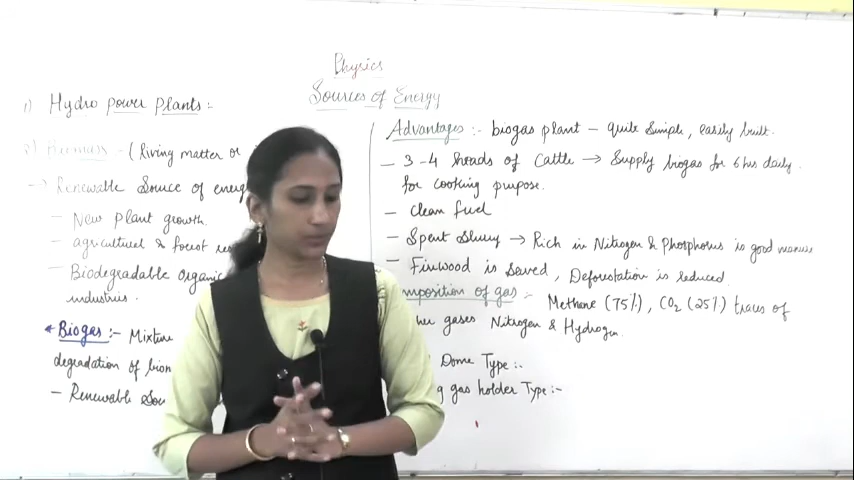 Physics
Sources of Energy
1) Hydro power plants :-
2) Biomass - (Living matter or
→ Renewable Source of energ
- New plant growth.
- agricultural & forest res
- Biodegradable Organic
industries.
Biogas :- Mixture
degradation of biom
- Renewable Sou
Advantages :- biogas plant - quite Simple, easily built.
- 3-4 heads of Cattle → Supply biogas for 6 hrs daily.
for cooking purpose.
- clean fuel
- Spent Slurry → Rich in Nitrogen & Phosphorus is good manure
- Firewood is Saved, Deforestation is reduced.
mposition of gas :- Methane (75%), CO2 (25%) traces of
her gases Nitrogen & Hydrogen.
Dome Type :-
g gas holder Type :-